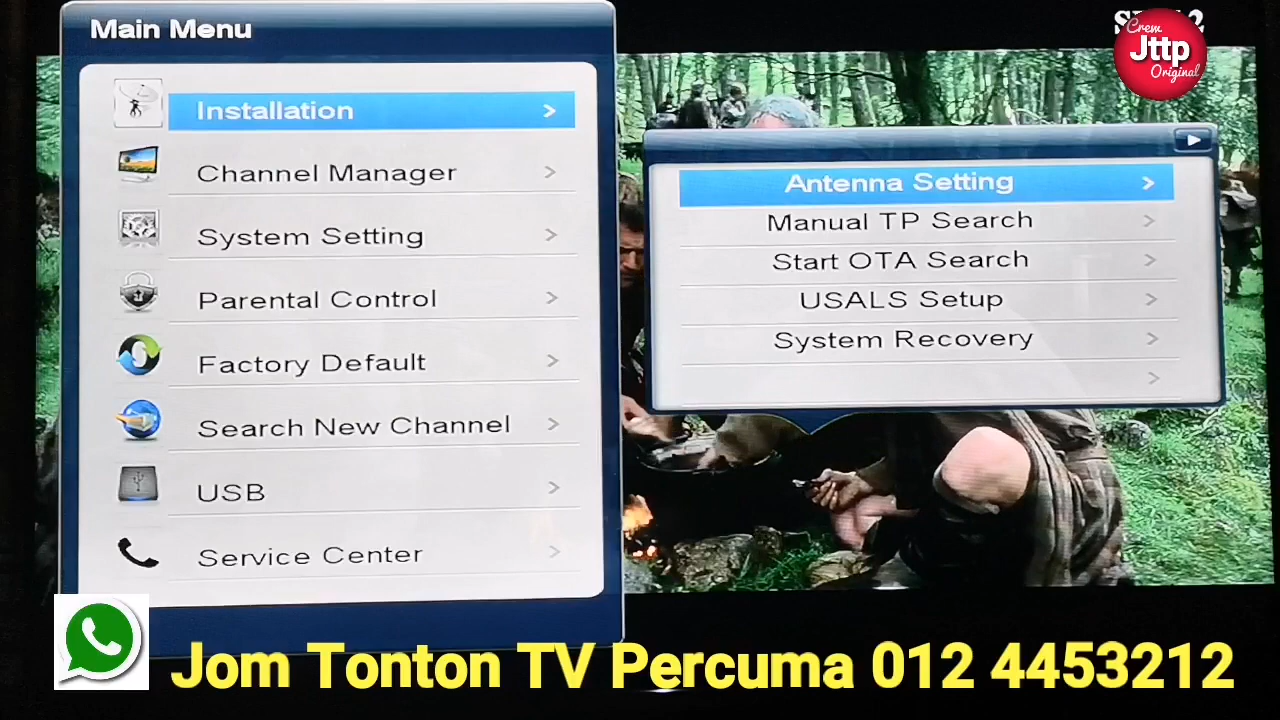 Main Menu
Installation
Channel Manager
System Setting
Parental Control
Factory Default
Search New Channel
USB
Service Center
Antenna Setting
Manual TP Search
Start OTA Search
USALS Setup
System Recovery
Crew
Jttp
Original
Jom Tonton TV Percuma 012 4453212